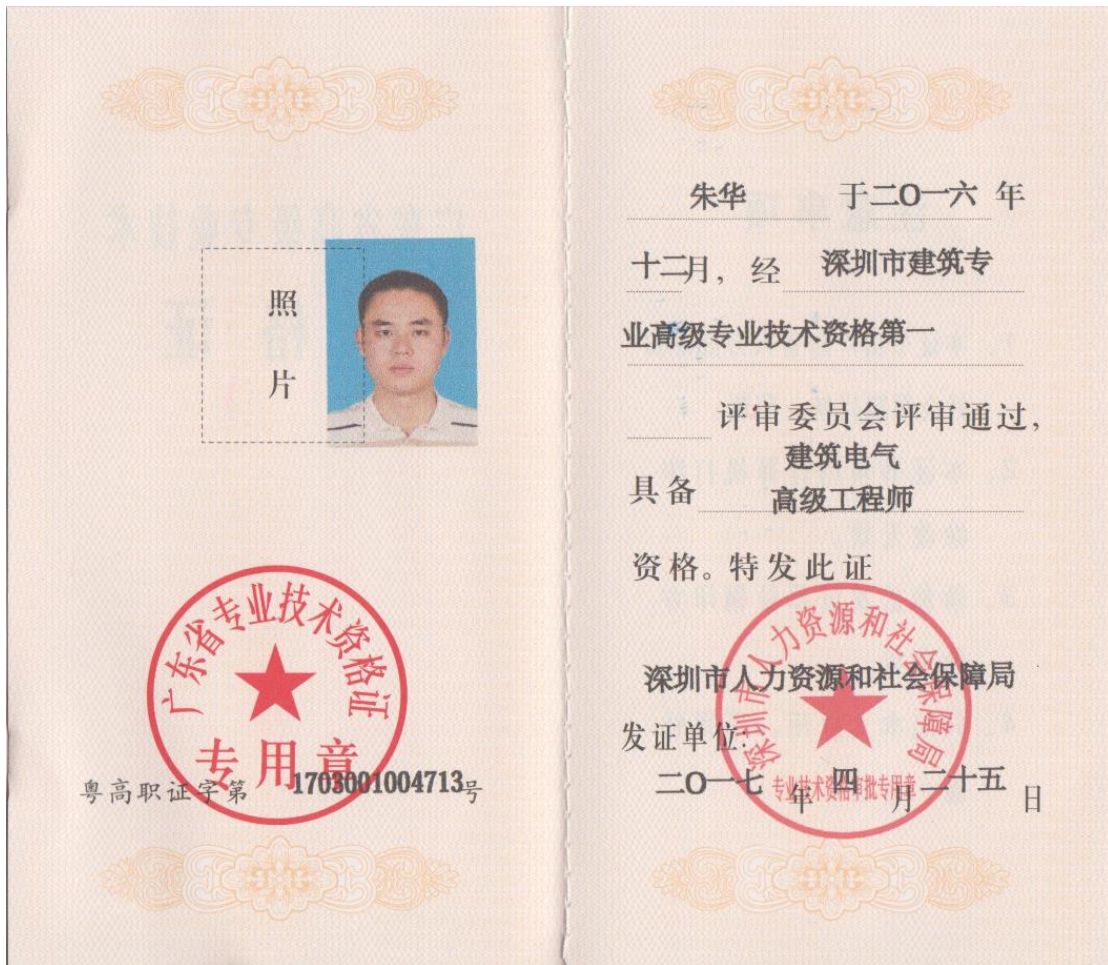 照
片
广东省专业技术资格证
专用章
粤高职证字第 1703001004713号
朱华 于二O一六 年
十二月，经 深圳市建筑专
业高级专业技术资格第一
评审委员会评审通过，
建筑电气
具备 高级工程师
资格。特发此证
深圳市人力资源和社会保障局
深圳市人力资源和社会保障局
发证单位：
专业技术资格审批专用章
二O一七 年 四 月 二十五 日